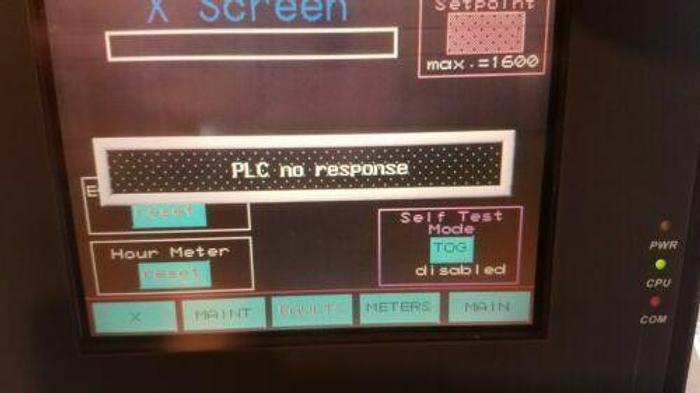 X Screen
Setpoint
max.=1600
PLC no response
reset
Hour Meter
reset
Self Test
Mode
TOG
disabled
X
MAINT
FAULTS
METERS
MAIN
PWR
CPU
COM